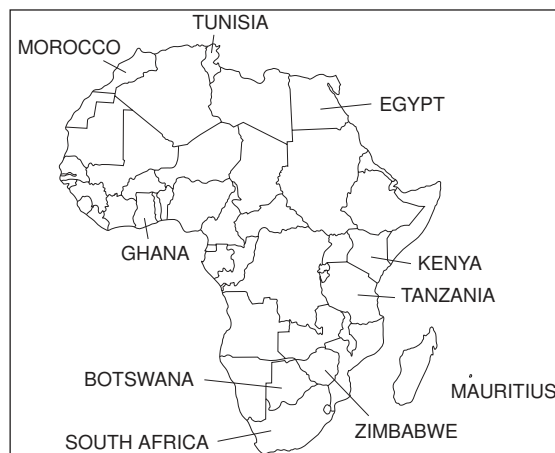 TUNISIA
MOROCCO
EGYPT
GHANA
KENYA
TANZANIA
BOTSWANA
MAURITIUS
ZIMBABWE
SOUTH AFRICA